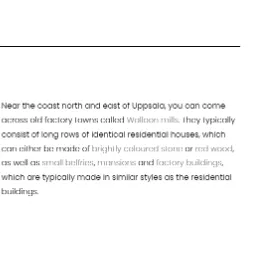 Near the coast north and east of Uppsala, you can come
across old factory towns called Walloon mills. They typically
consist of long rows of identical residential houses, which
can either be made of brightly coloured stone or red wood,
as well as small belfries, mansions and factory buildings,
which are typically made in similar styles as the residential
buildings.